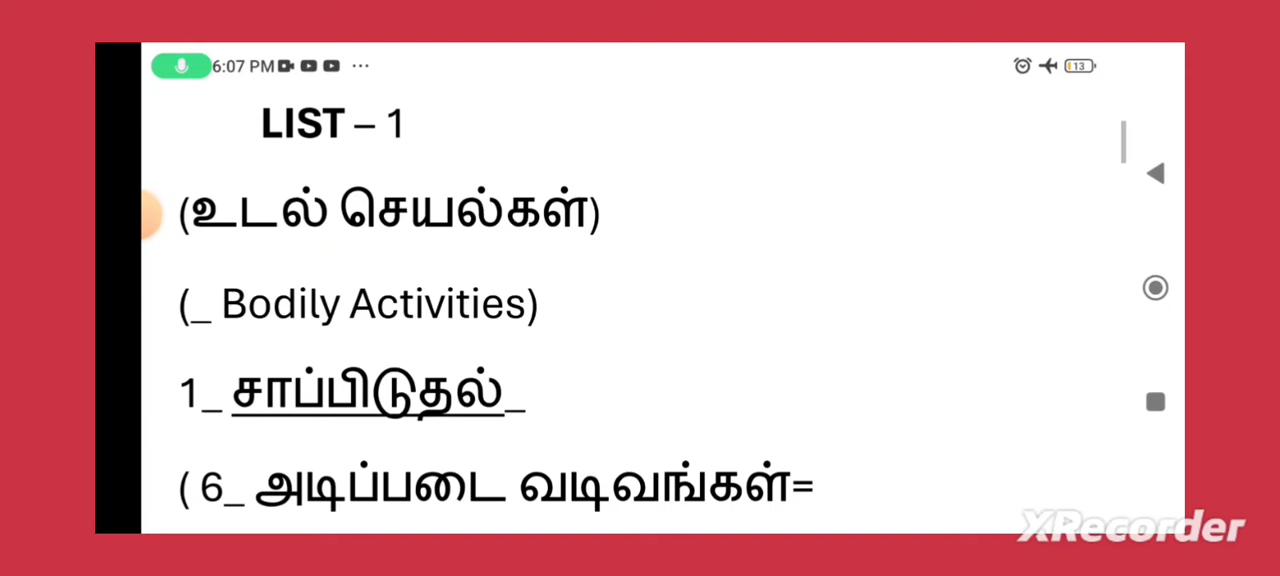 6:07 PM ...
13
LIST – 1
(உடல் செயல்கள்)
(_ Bodily Activities)
1_ சாப்பிடுதல்_
( 6_ அடிப்படை வடிவங்கள்=
XRecorder